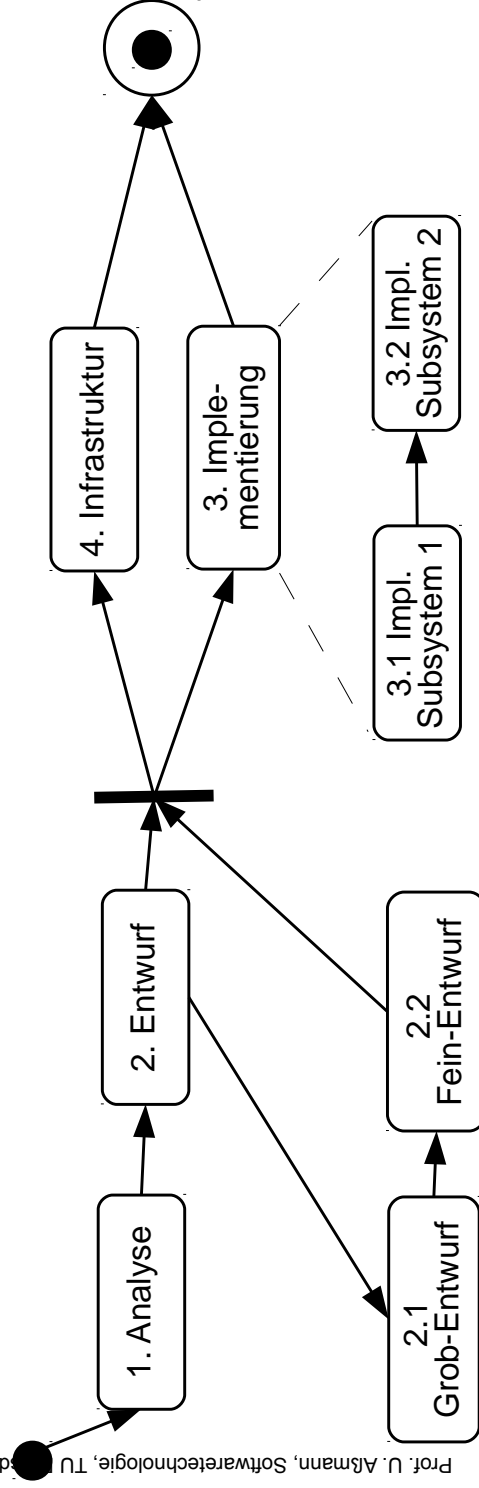 1. Analyse
2. Entwurf
2.1
Grob-Entwurf
2.2
Fein-Entwurf
4. Infrastruktur
3. Imple-
mentierung
3.1 Impl.
Subsystem 1
3.2 Impl.
Subsystem 2
Prof. U. Aßmann, Softwaretechnologie, TU